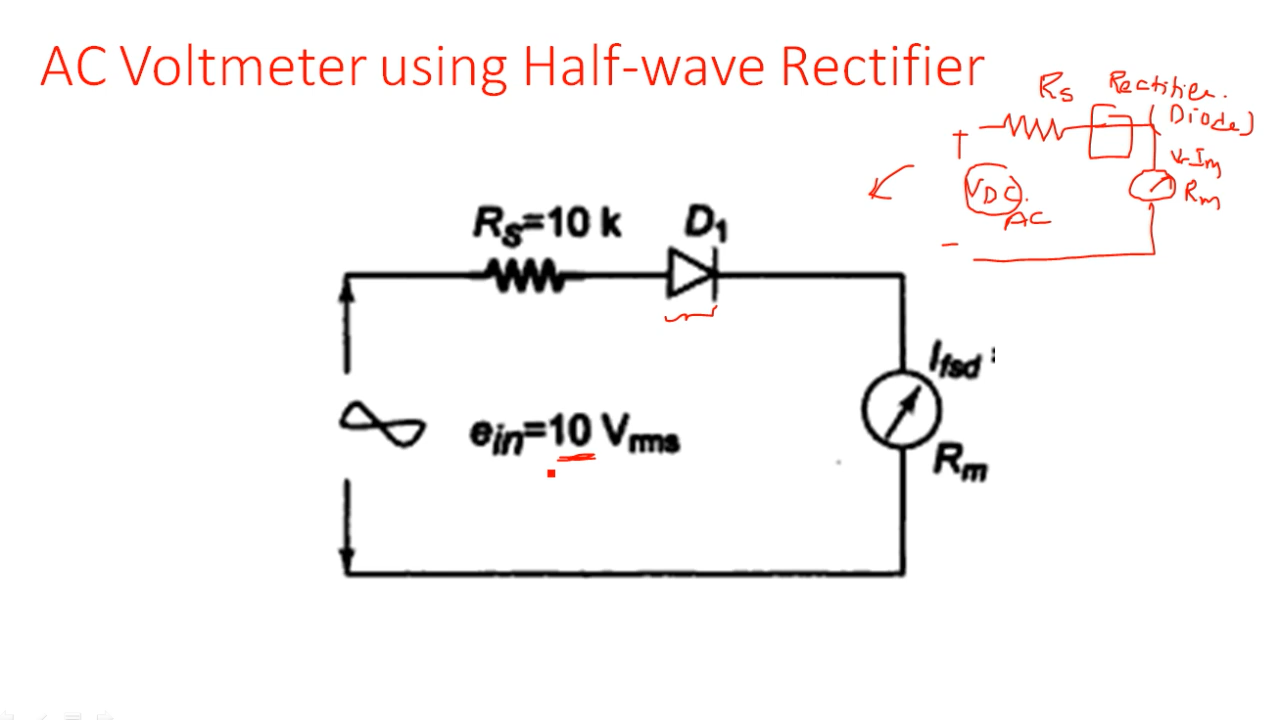 AC Voltmeter using Half-wave Rectifier
Rs Rectifier.
(Diode)
+
Im
VDC.
Rm
AC
-
Rs=10 k D1
Ifsd :
ein=10 Vrms
Rm